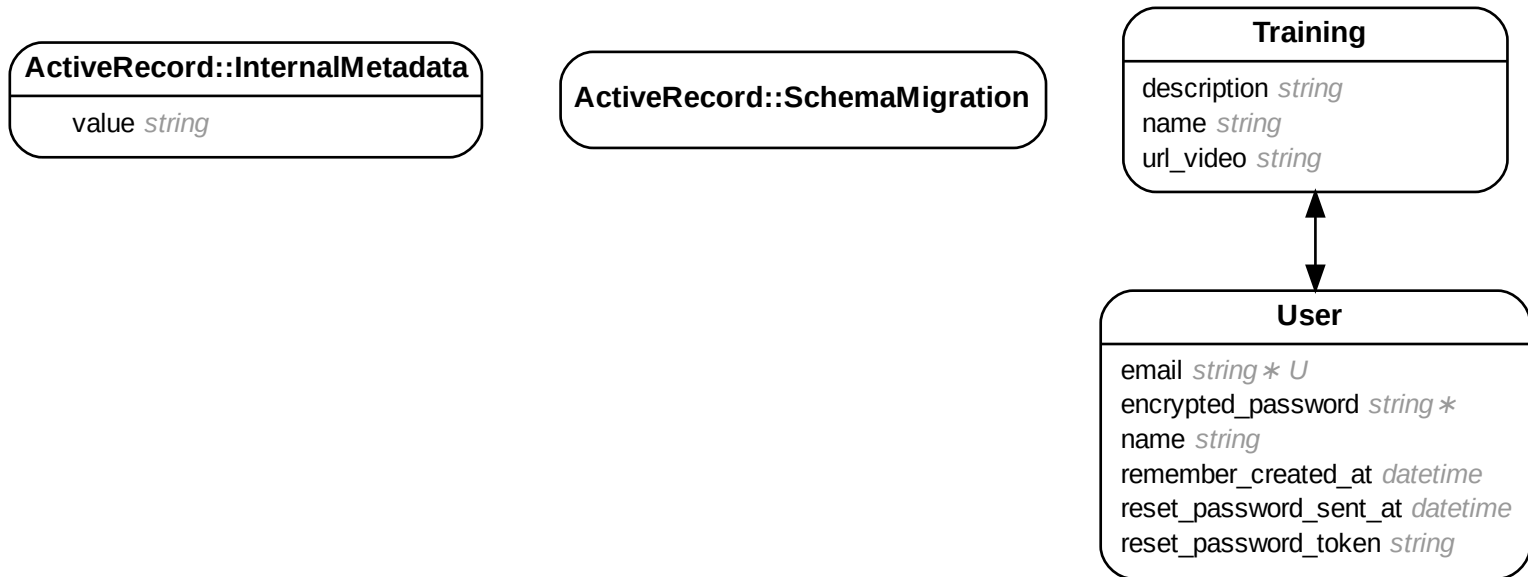 ActiveRecord::InternalMetadata
value string
ActiveRecord::SchemaMigration
Training
description string
name string
url_video string
User
email string∗ U
encrypted_password string∗
name string
remember_created_at datetime
reset_password_sent_at datetime
reset_password_token string